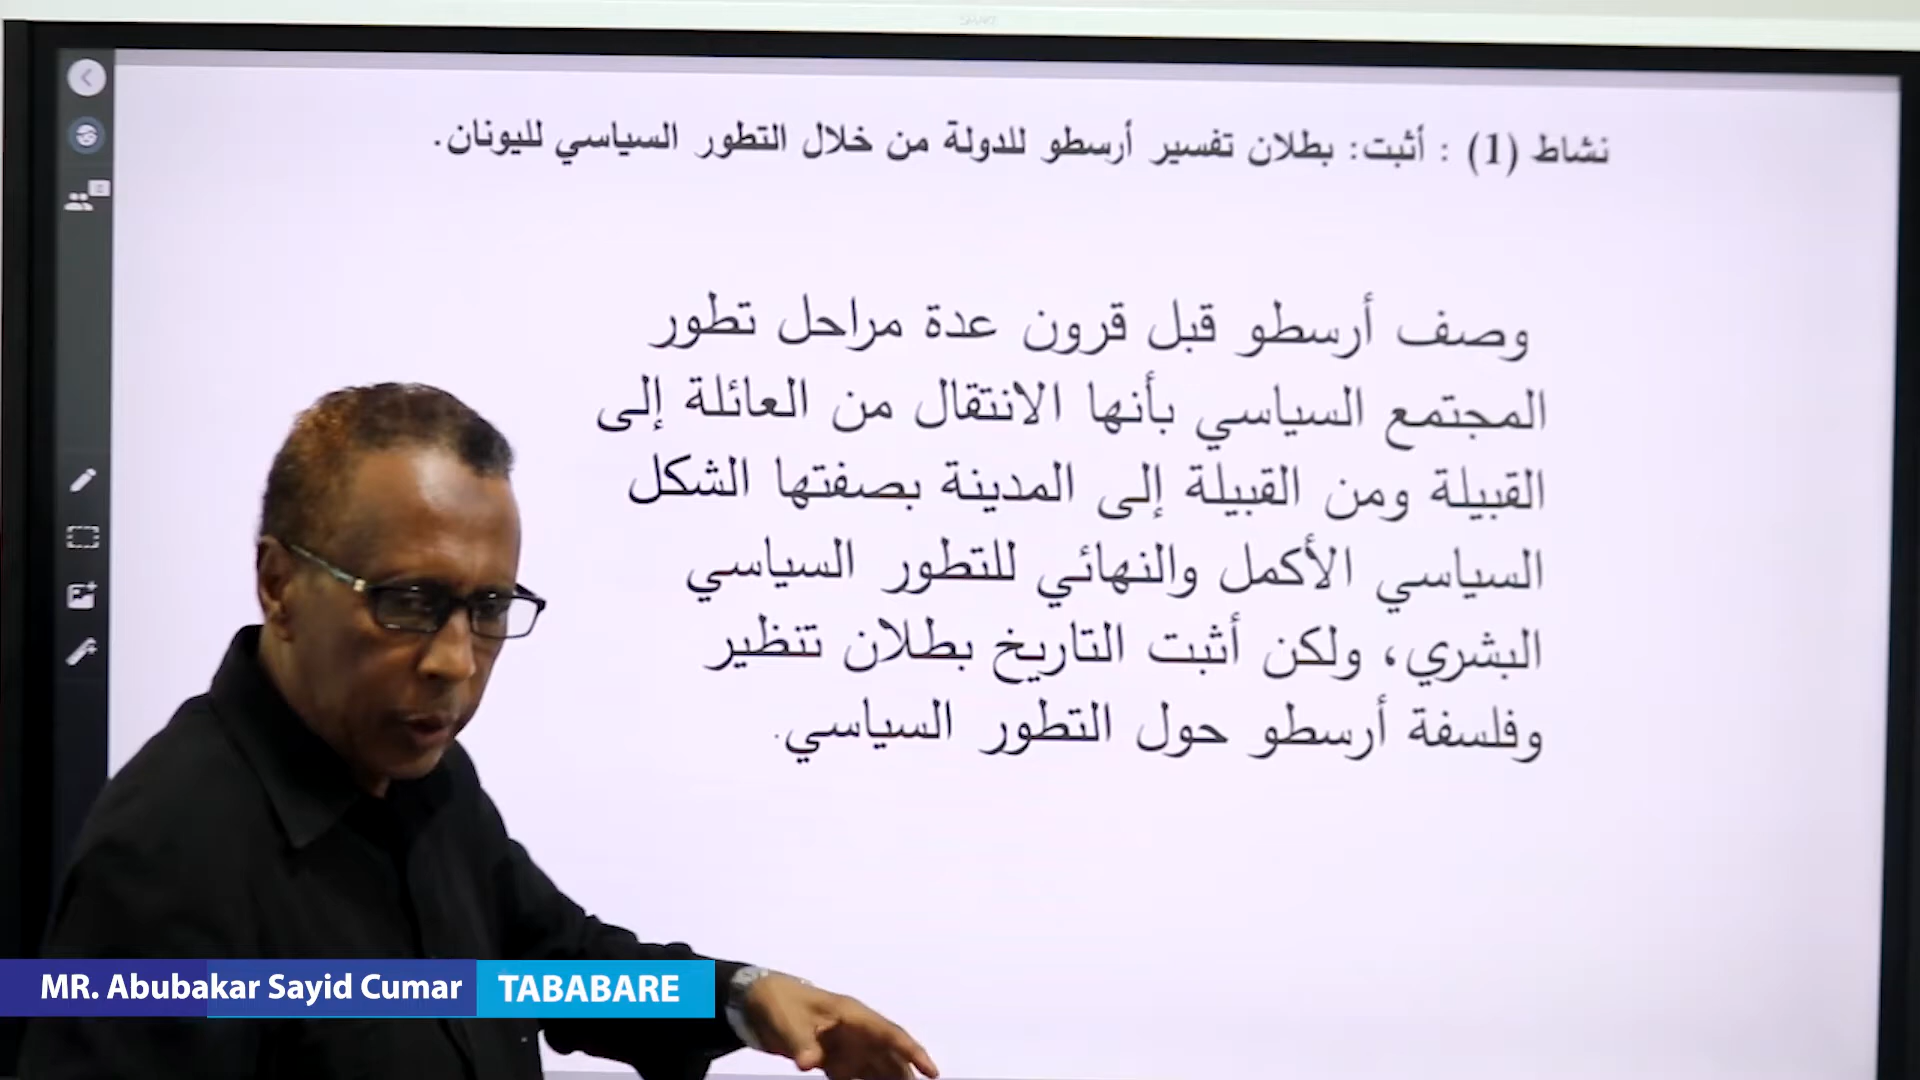 SMART
نشاط (1) : أثبت: بطلان تفسير أرسطو للدولة من خلال التطور السياسي لليونان.
وصف أرسطو قبل قرون عدة مراحل تطور
المجتمع السياسي بأنها الانتقال من العائلة إلى
القبيلة ومن القبيلة إلى المدينة بصفتها الشكل
السياسي الأكمل والنهائي للتطور السياسي
البشري، ولكن أثبت التاريخ بطلان تنظير
وفلسفة أرسطو حول التطور السياسي.
MR. Abubakar Sayid Cumar TABABARE